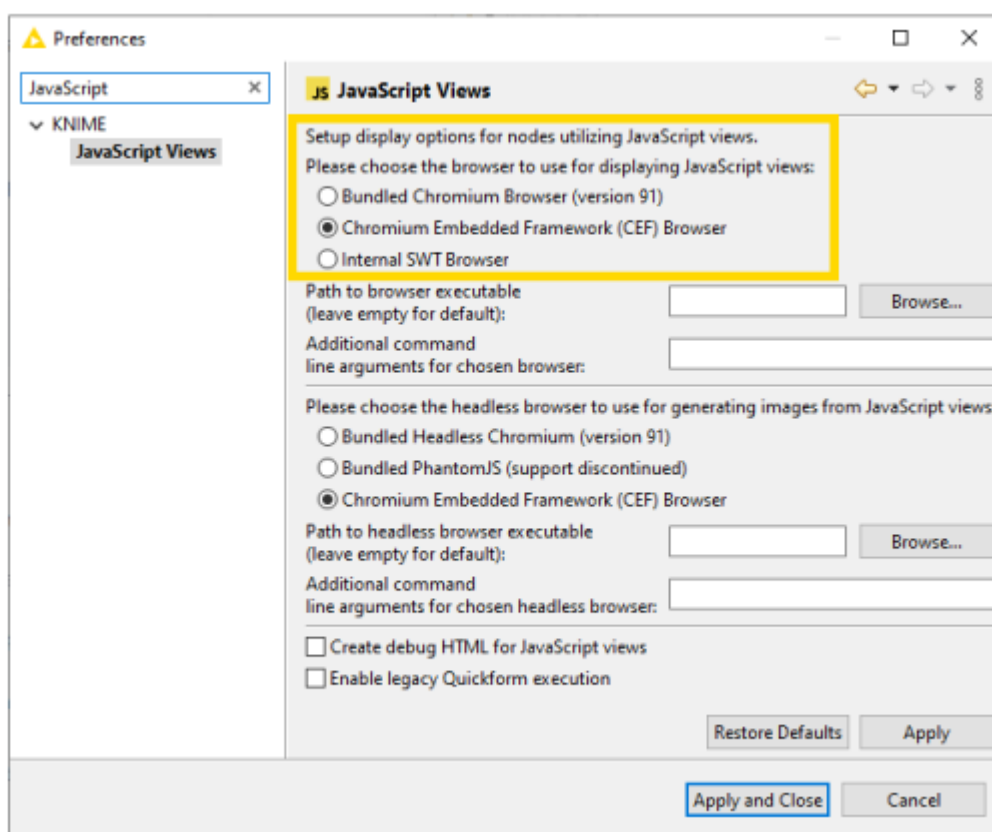 Preferences
JavaScript
KNIME
JavaScript Views
JS JavaScript Views
Setup display options for nodes utilizing JavaScript views.
Please choose the browser to use for displaying JavaScript views:
Bundled Chromium Browser (version 91)
Chromium Embedded Framework (CEF) Browser
Internal SWT Browser
Path to browser executable
(leave empty for default):
Browse...
Additional command
line arguments for chosen browser:
Please choose the headless browser to use for generating images from JavaScript views
Bundled Headless Chromium (version 91)
Bundled PhantomJS (support discontinued)
Chromium Embedded Framework (CEF) Browser
Path to headless browser executable
(leave empty for default):
Browse...
Additional command
line arguments for chosen headless browser:
Create debug HTML for JavaScript views
Enable legacy Quickform execution
Restore Defaults
Apply
Apply and Close
Cancel